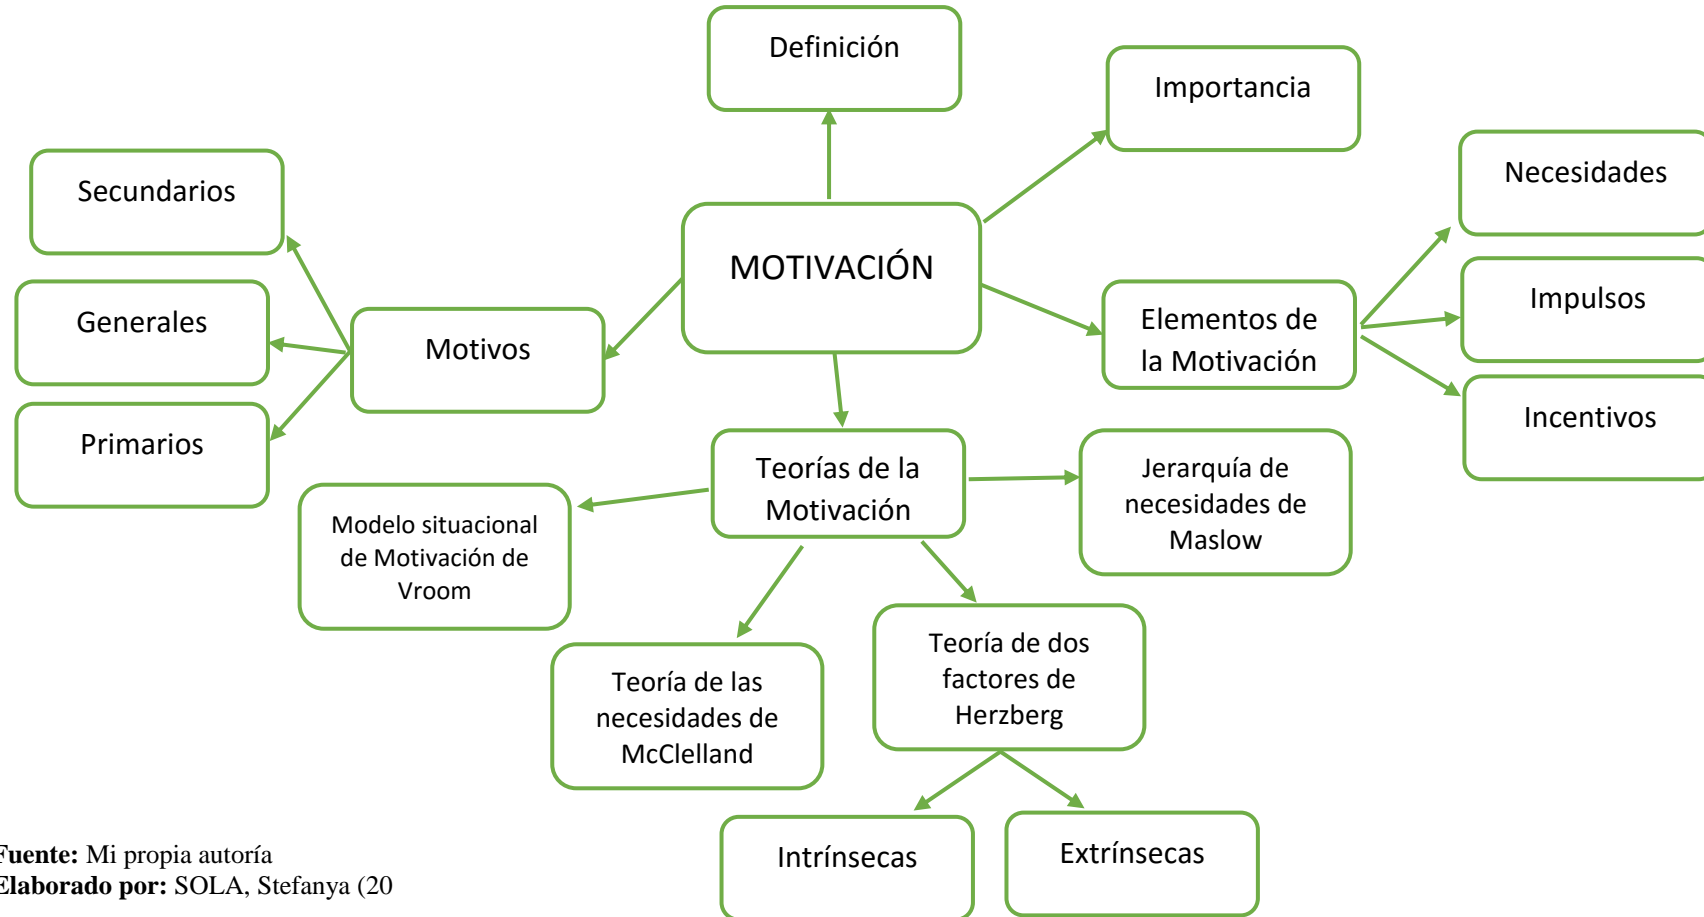 Definición
Importancia
Secundarios
Necesidades
MOTIVACIÓN
Generales
Motivos
Elementos de
la Motivación
Impulsos
Primarios
Incentivos
Teorías de la
Motivación
Jerarquía de
necesidades de
Maslow
Modelo situacional
de Motivación de
Vroom
Teoría de las
necesidades de
McClelland
Teoría de dos
factores de
Herzberg
Intrínsecas
Extrínsecas
Fuente: Mi propia autoría
Elaborado por: SOLA, Stefanya (20